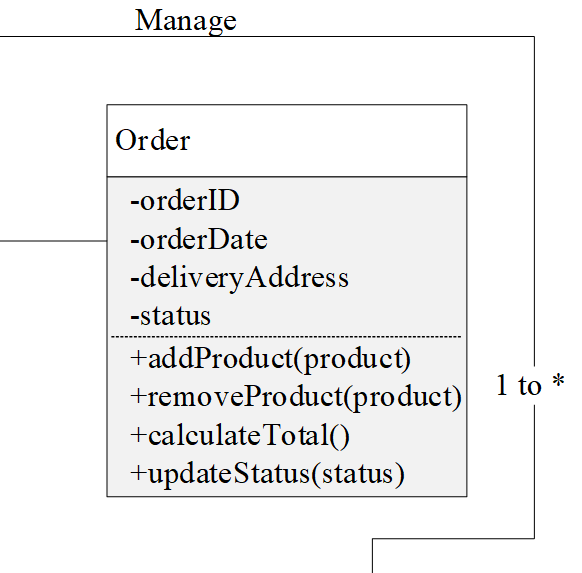 Manage
Order
-orderID
-orderDate
-deliveryAddress
-status
+addProduct(product)
1 to *
+removeProduct(product)
+calculateTotal()
+updateStatus(status)